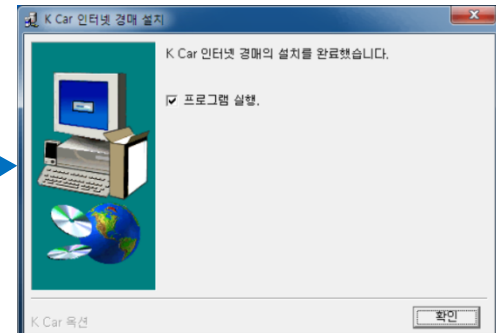 K Car 인터넷 경매 설치
K Car 인터넷 경매의 설치를 완료했습니다.
프로그램 실행.
K Car 옥션
확인